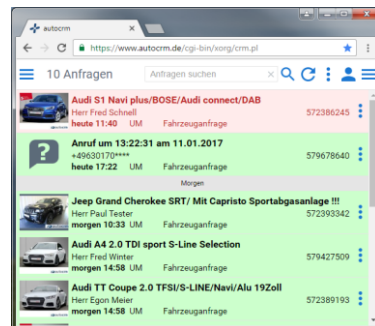 autocrm
https://www.autocrm.de/cgi-bin/xorg/crm.pl
10 Anfragen
Anfragen suchen
Audi S1 Navi plus/BOSE/Audi connect/DAB
Herr Fred Schnell
572386245
heute 11:40 UM Fahrzeuganfrage
Anruf um 13:22:31 am 11.01.2017
+49630170****
579678640
heute 17:22 UM Fahrzeuganfrage
Morgen
Jeep Grand Cherokee SRT/ Mit Capristo Sportabgasanlage !!!
Herr Paul Tester
572393342
morgen 10:33 UM Fahrzeuganfrage
Audi A4 2.0 TDI sport S-Line Selection
Herr Fred Winter
579427509
morgen 14:58 UM Fahrzeuganfrage
Audi TT Coupe 2.0 TFSI/S-LINE/Navi/Alu 19Zoll
Herr Egon Meier
572389193
morgen 14:58 UM Fahrzeuganfrage